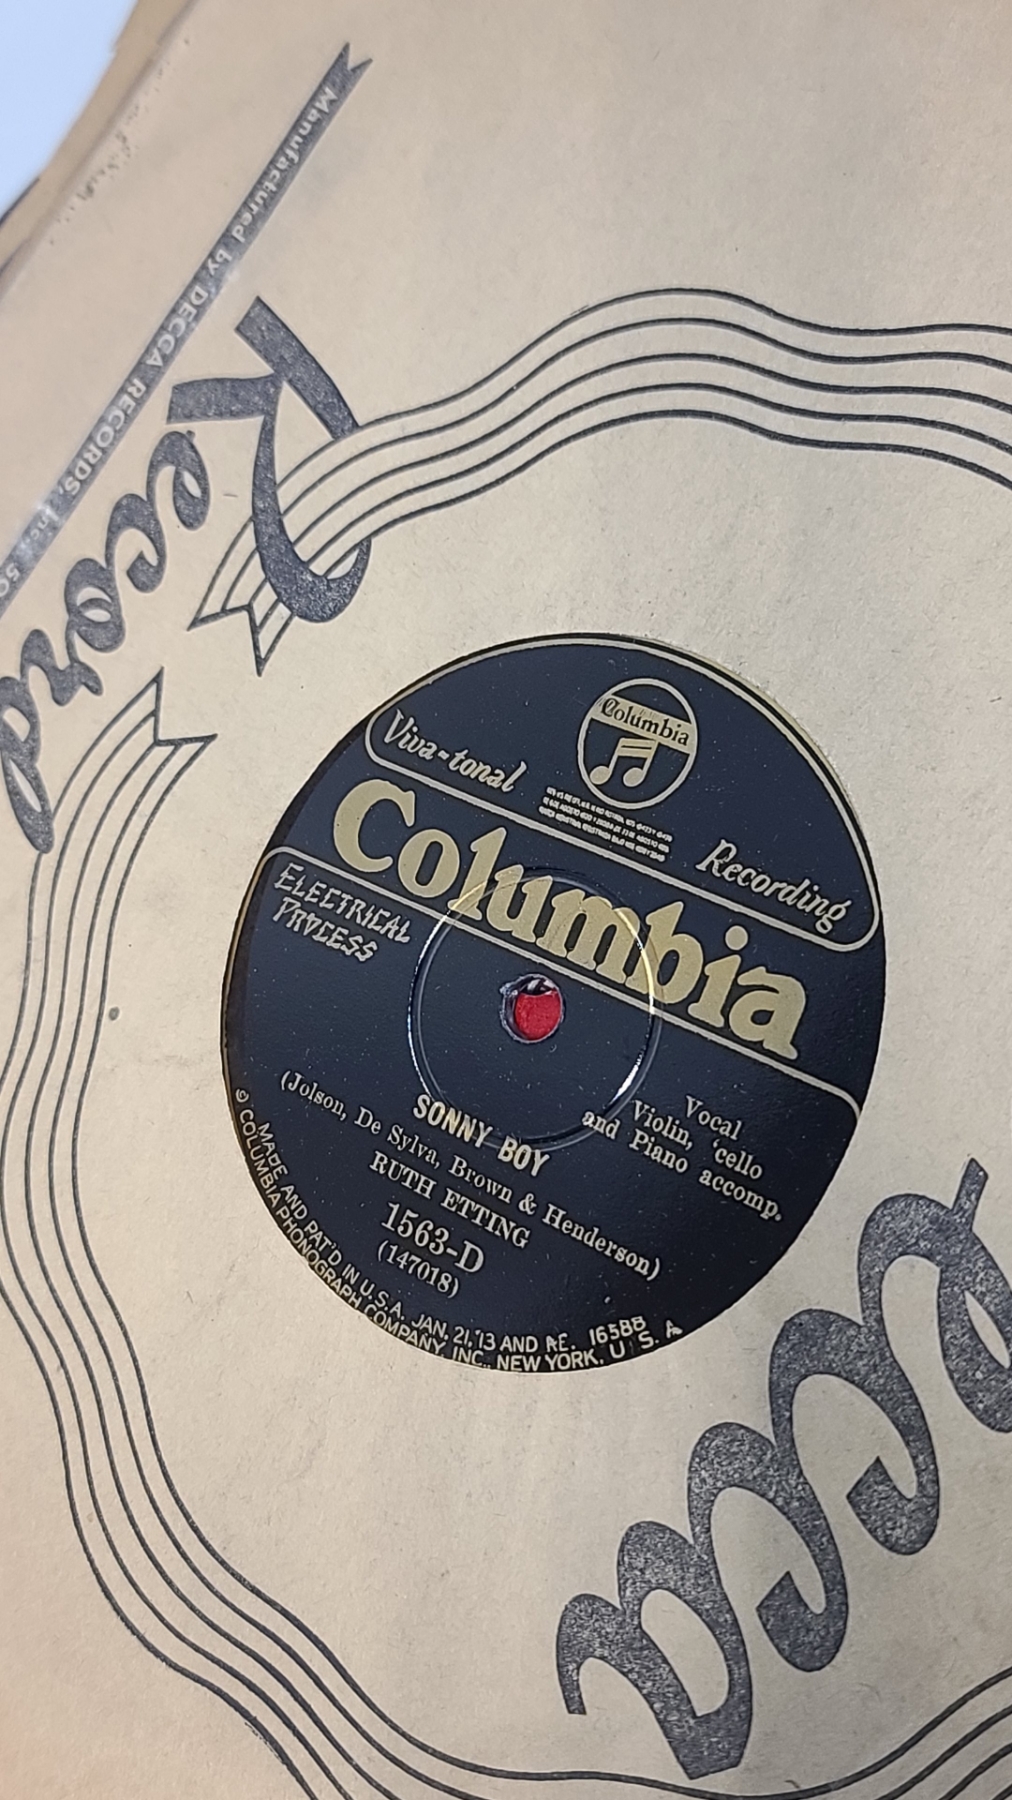 Manufactured by DECCA RECORDS, Inc. 50
Record
Columbia
Viva-tonal
Recording
Columbia
ELECTRICAL
PROCESS
Vocal
Violin, 'cello
and Piano accomp.
SONNY BOY
(Jolson, De Sylva, Brown & Henderson)
RUTH ETTING
1563-D
(147018)
MADE AND PAT'D IN U.S.A. JAN. 21,'13 AND RE. 16588
© COLUMBIA PHONOGRAPH COMPANY, INC., NEW YORK, U.S.A
ecca